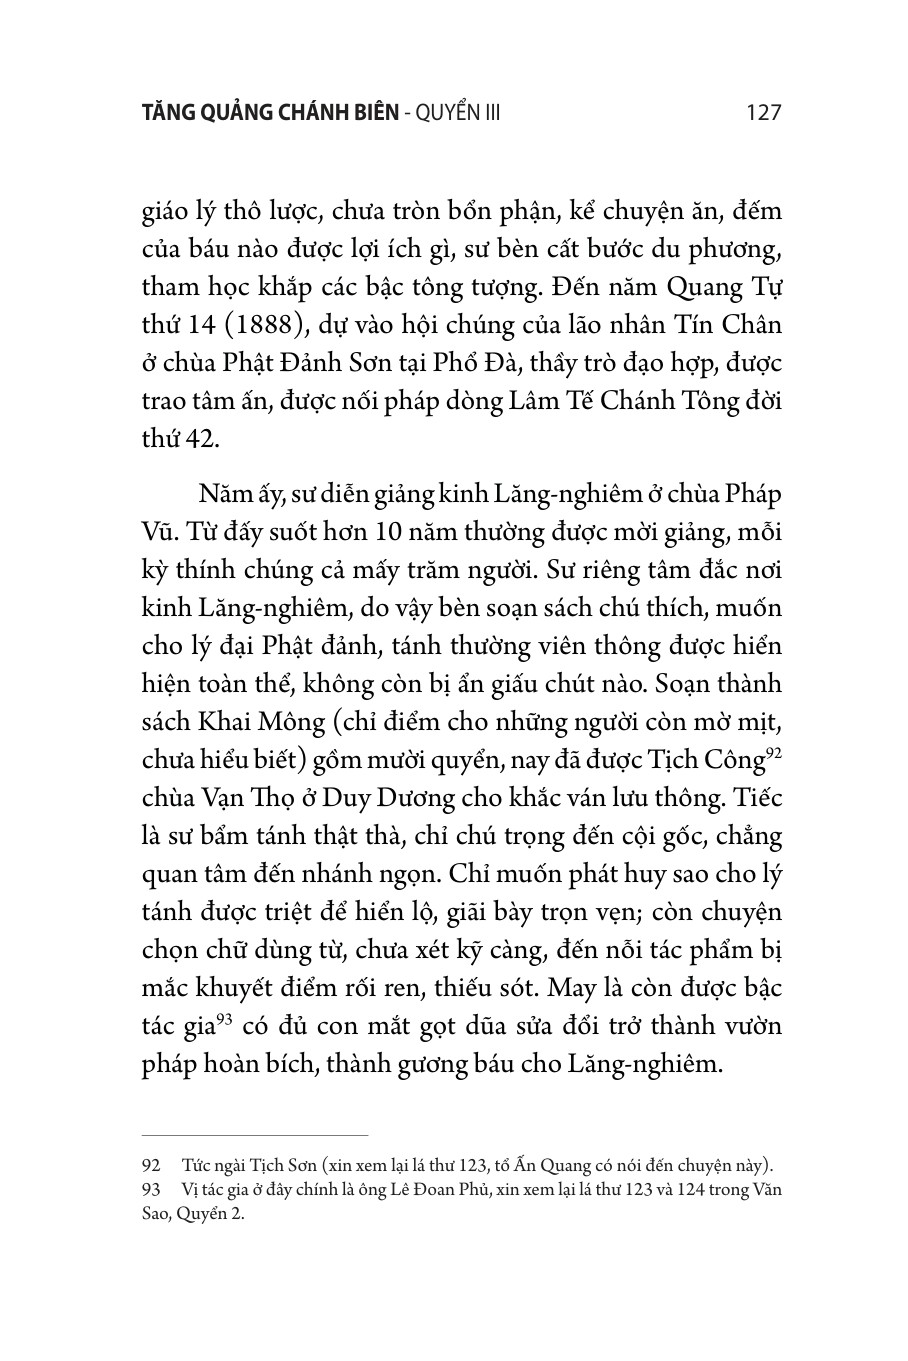 TĂNG QUẢNG CHÁNH BIÊN - QUYỂN III 127
giáo lý thô lược, chưa tròn bổn phận, kể chuyện ăn, đếm
của báu nào được lợi ích gì, sư bèn cất bước du phương,
tham học khắp các bậc tông tượng. Đến năm Quang Tự
thứ 14 (1888), dự vào hội chúng của lão nhân Tín Chân
ở chùa Phật Đảnh Sơn tại Phổ Đà, thầy trò đạo hợp, được
trao tâm ấn, được nối pháp dòng Lâm Tế Chánh Tông đời
thứ 42.
Năm ấy, sư diễn giảng kinh Lăng-nghiêm ở chùa Pháp
Vũ. Từ đấy suốt hơn 10 năm thường được mời giảng, mỗi
kỳ thính chúng cả mấy trăm người. Sư riêng tâm đắc nơi
kinh Lăng-nghiêm, do vậy bèn soạn sách chú thích, muốn
cho lý đại Phật đảnh, tánh thường viên thông được hiển
hiện toàn thể, không còn bị ẩn giấu chút nào. Soạn thành
sách Khai Mông (chỉ điểm cho những người còn mờ mịt,
chưa hiểu biết) gồm mười quyển, nay đã được Tịch Công92
chùa Vạn Thọ ở Duy Dương cho khắc ván lưu thông. Tiếc
là sư bẩm tánh thật thà, chỉ chú trọng đến cội gốc, chẳng
quan tâm đến nhánh ngọn. Chỉ muốn phát huy sao cho lý
tánh được triệt để hiển lộ, giãi bày trọn vẹn; còn chuyện
chọn chữ dùng từ, chưa xét kỹ càng, đến nỗi tác phẩm bị
mắc khuyết điểm rối ren, thiếu sót. May là còn được bậc
tác gia93 có đủ con mắt gọt dũa sửa đổi trở thành vườn
pháp hoàn bích, thành gương báu cho Lăng-nghiêm.
92 Tức ngài Tịch Sơn (xin xem lại lá thư 123, tổ Ấn Quang có nói đến chuyện này).
93 Vị tác gia ở đây chính là ông Lê Đoan Phủ, xin xem lại lá thư 123 và 124 trong Văn
Sao, Quyển 2.